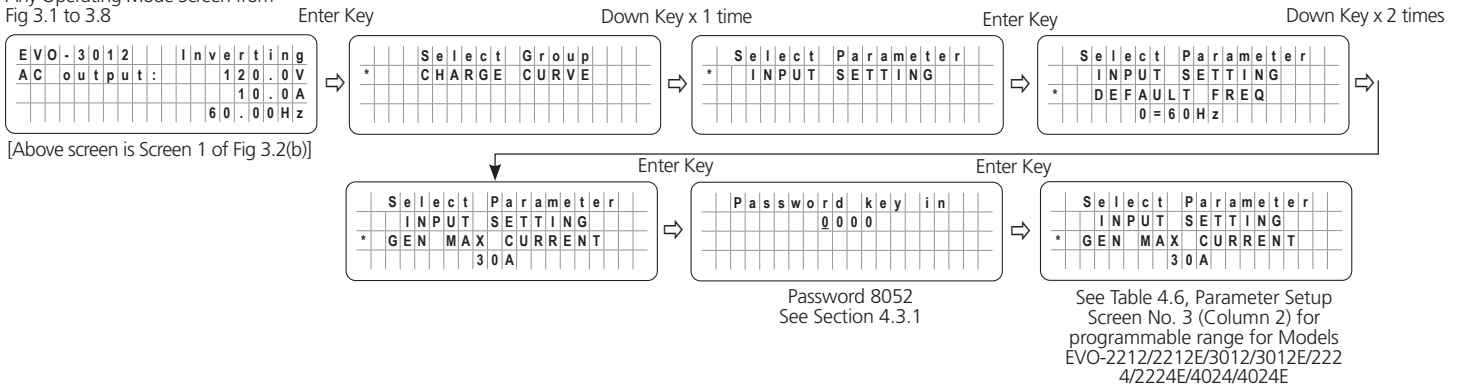 Fig 3.1 to 3.8
Enter Key
Down Key x 1 time
Enter Key
Down Key x 2 times
EVO-3012 Inverting
AC output: 120.0V
10.0A
60.00Hz
[Above screen is Screen 1 of Fig 3.2(b)]
Select Group
* CHARGE CURVE
Select Parameter
* INPUT SETTING
Select Parameter
INPUT SETTING
* DEFAULT FREQ
0=60Hz
Enter Key
Enter Key
Select Parameter
INPUT SETTING
* GEN MAX CURRENT
30A
Password key in
0000
Password 8052
See Section 4.3.1
Select Parameter
INPUT SETTING
* GEN MAX CURRENT
30A
See Table 4.6, Parameter Setup
Screen No. 3 (Column 2) for
programmable range for Models
EVO-2212/2212E/3012/3012E/222
4/2224E/4024/4024E